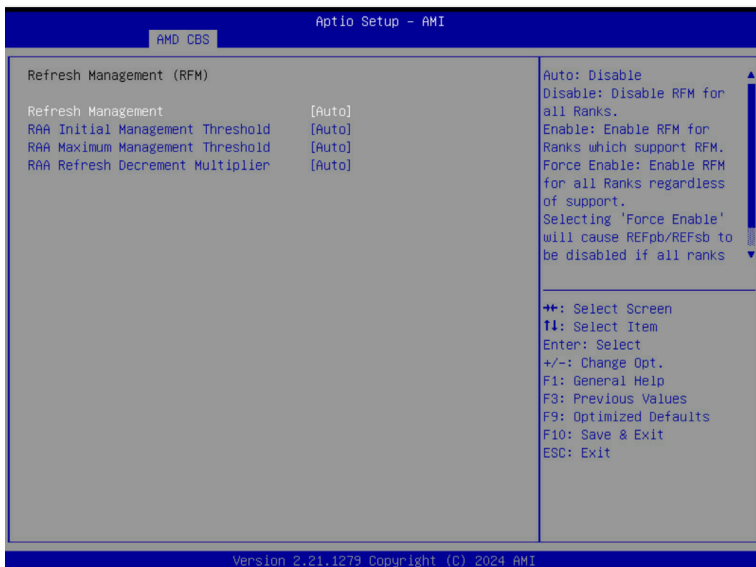 Aptio Setup - AMI
AMD CBS
Refresh Management (RFM)
Refresh Management [Auto]
RAA Initial Management Threshold [Auto]
RAA Maximum Management Threshold [Auto]
RAA Refresh Decrement Multiplier [Auto]
Auto: Disable
Disable: Disable RFM for
all Ranks.
Enable: Enable RFM for
Ranks which support RFM.
Force Enable: Enable RFM
for all Ranks regardless
of support.
Selecting 'Force Enable'
will cause REFpb/REFsb to
be disabled if all ranks
→←: Select Screen
↑↓: Select Item
Enter: Select
+/-: Change Opt.
F1: General Help
F3: Previous Values
F9: Optimized Defaults
F10: Save & Exit
ESC: Exit
Version 2.21.1279 Copyright (C) 2024 AMI